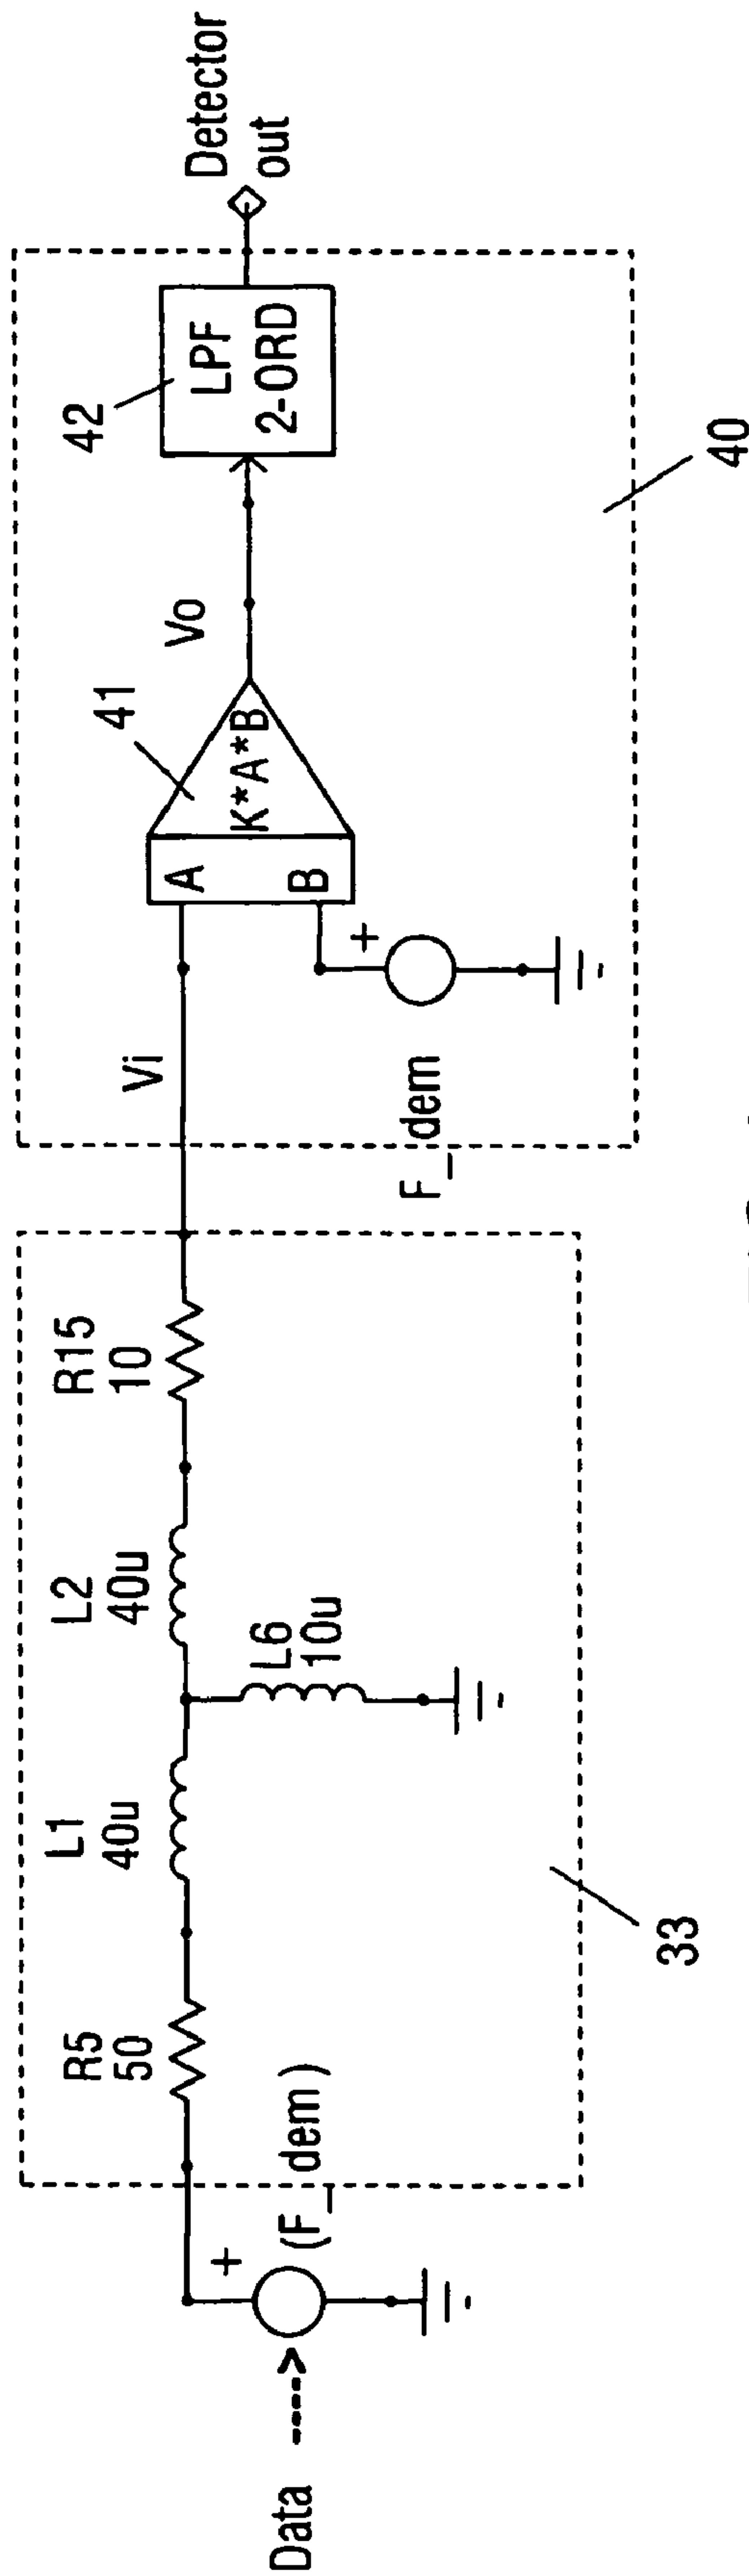 Data ---->
(F_dem)
R5
50
L1
40u
L6
10u
L2
40u
R15
10
33
Vi
F_dem
A
B
K*A*B
41
Vo
42
LPF
2-ORD
Detector
out
40
+
+